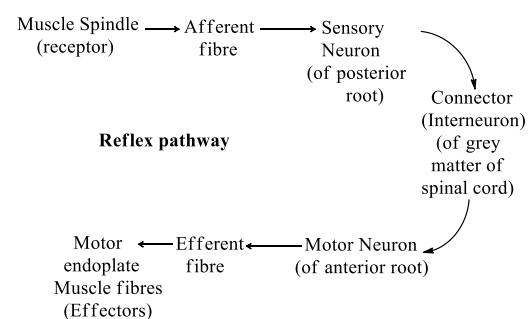 Muscle Spindle
(receptor)
Afferent
fibre
Sensory
Neuron
(of posterior
root)
Connector
(Interneuron)
(of grey
matter of
spinal cord)
Reflex pathway
Motor Neuron
(of anterior root)
Efferent
fibre
Motor
endoplate
Muscle fibres
(Effectors)